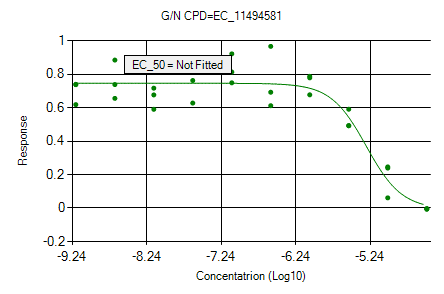 G/N CPD=EC_11494581
1
EC_50 = Not Fitted
0.8
0.6
0.4
0.2
0
-0.2
Response
-9.24 -8.24 -7.24 -6.24 -5.24
Concentatrion (Log10)